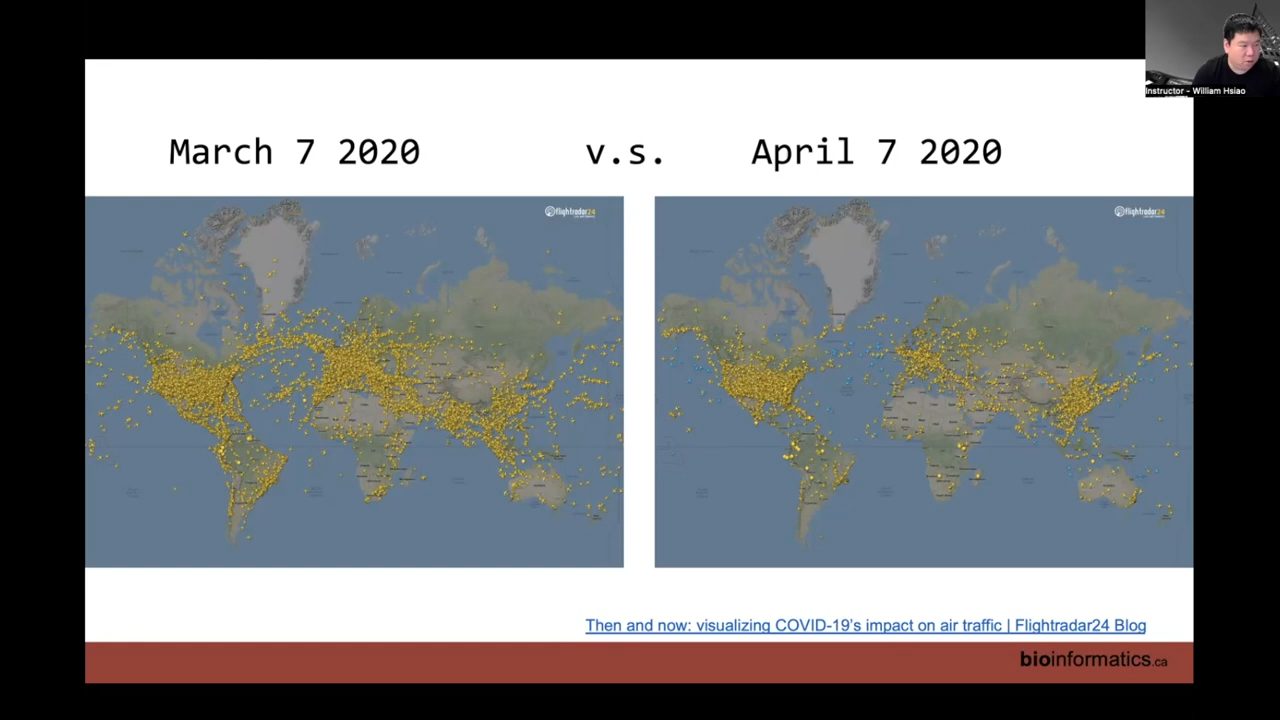 Instructor - William Hsiao
March 7 2020 v.s. April 7 2020
flightradar24
flightradar24
Then and now: visualizing COVID-19's impact on air traffic | Flightradar24 Blog
bioinformatics.ca